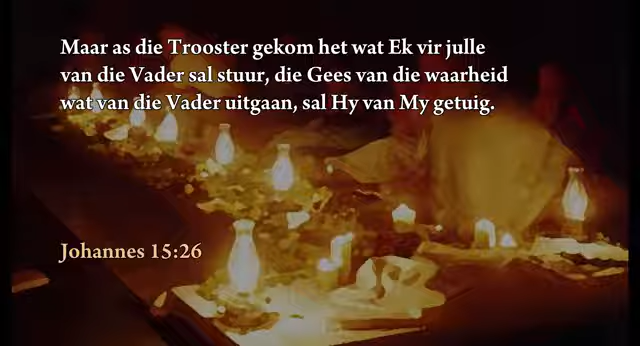 Maar as die Trooster gekom het wat Ek vir julle
van die Vader sal stuur, die Gees van die waarheid
wat van die Vader uitgaan, sal Hy van My getuig.
Johannes 15:26